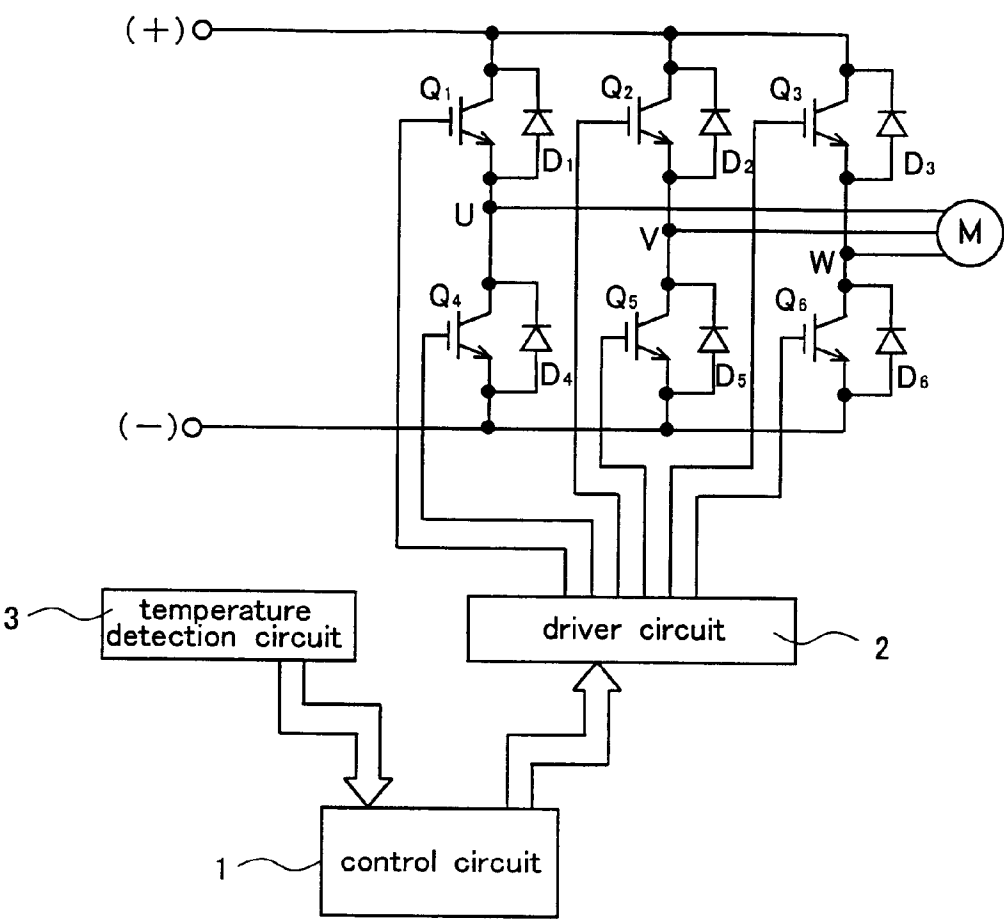 (+)
Q1 Q2 Q3
D1 D2 D3
U V W M
Q4 Q5 Q6
D4 D5 D6
(-)
3 temperature
detection circuit
driver circuit 2
1 control circuit